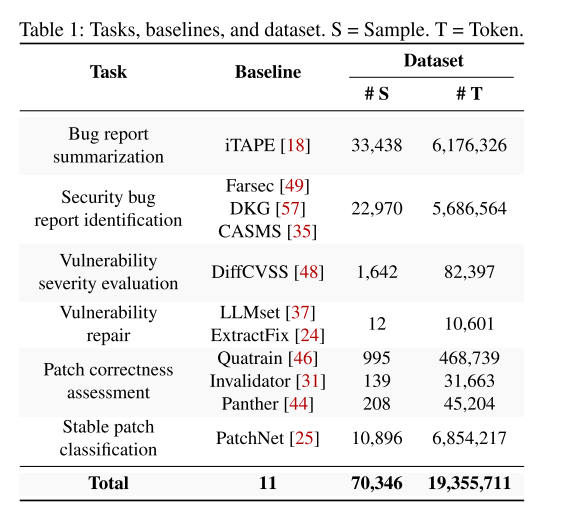 Table 1: Tasks, baselines, and dataset. S = Sample. T = Token.
Task Baseline Dataset
# S # T
Bug report summarization iTAPE [18] 33,438 6,176,326
Security bug report identification Farsec [49] DKG [57] CASMS [35] 22,970 5,686,564
Vulnerability severity evaluation DiffCVSS [48] 1,642 82,397
Vulnerability repair LLMset [37] ExtractFix [24] 12 10,601
Patch correctness assessment Quatrain [46] 995 468,739
Invalidator [31] 139 31,663
Panther [44] 208 45,204
Stable patch classification PatchNet [25] 10,896 6,854,217
Total 11 70,346 19,355,711